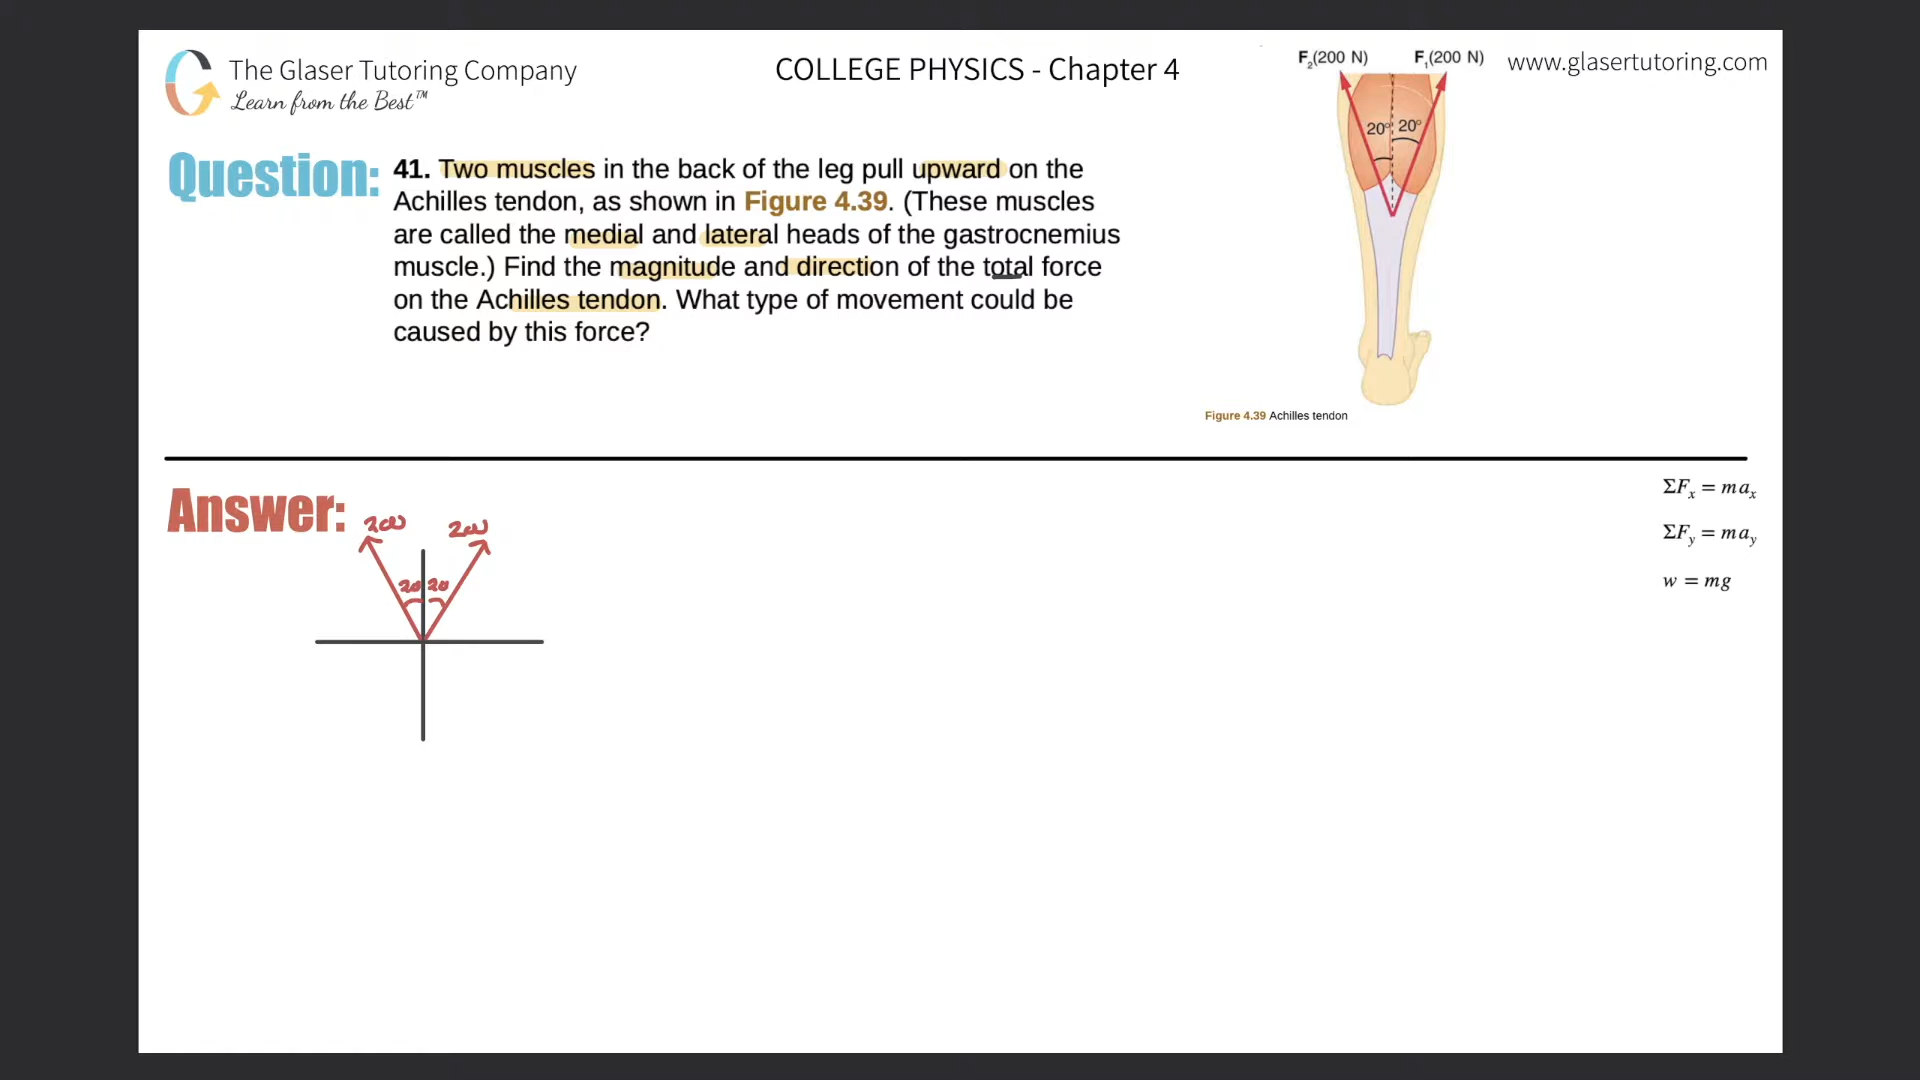 The Glaser Tutoring Company
Learn from the Best™
COLLEGE PHYSICS - Chapter 4
www.glasertutoring.com
F₂(200 N) F₁(200 N)
20° 20°
Question:
41. Two muscles in the back of the leg pull upward on the
Achilles tendon, as shown in Figure 4.39. (These muscles
are called the medial and lateral heads of the gastrocnemius
muscle.) Find the magnitude and direction of the total force
on the Achilles tendon. What type of movement could be
caused by this force?
Figure 4.39 Achilles tendon
Answer:
200 200
20 20
ΣFₓ = maₓ
ΣF_y = ma_y
w = mg